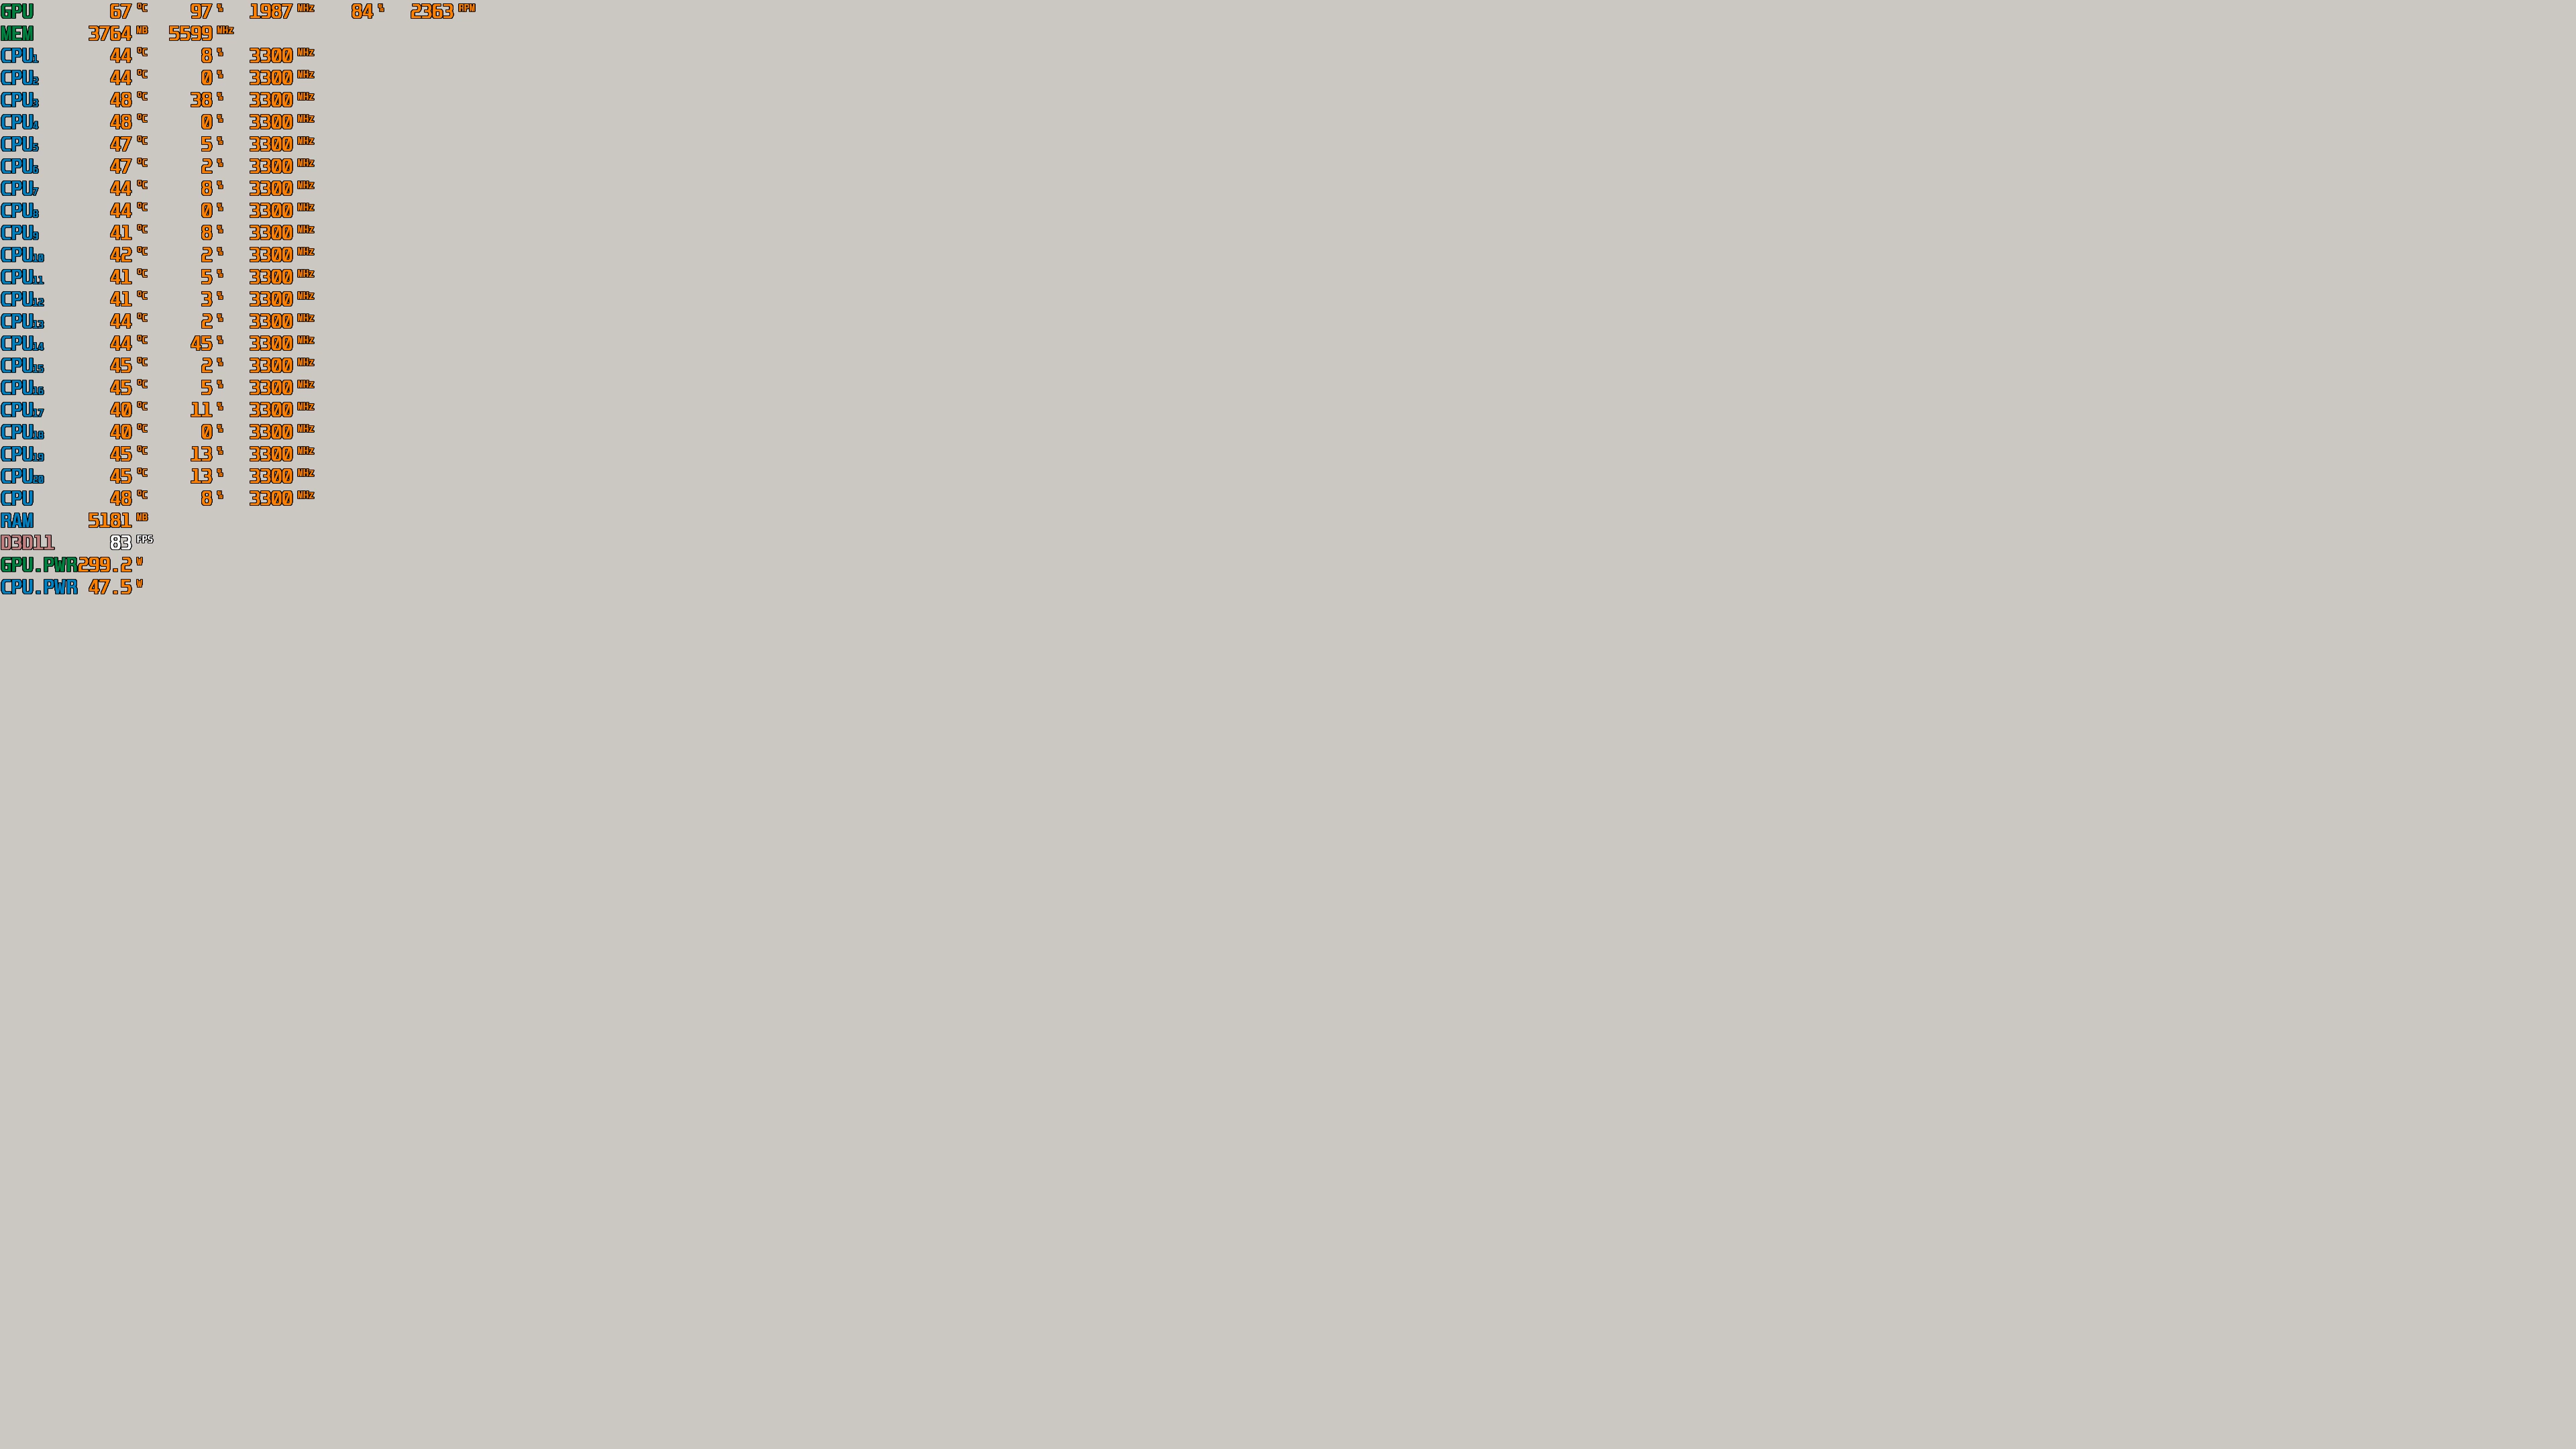 GPU 67 °C 97 % 1987 MHz 84 % 2363 RPM
MEM 3764 MB 5599 MHz
CPU1 44 °C 8 % 3300 MHz
CPU2 44 °C 0 % 3300 MHz
CPU3 48 °C 38 % 3300 MHz
CPU4 48 °C 0 % 3300 MHz
CPU5 47 °C 5 % 3300 MHz
CPU6 47 °C 2 % 3300 MHz
CPU7 44 °C 8 % 3300 MHz
CPU8 44 °C 0 % 3300 MHz
CPU9 41 °C 8 % 3300 MHz
CPU10 42 °C 2 % 3300 MHz
CPU11 41 °C 5 % 3300 MHz
CPU12 41 °C 3 % 3300 MHz
CPU13 44 °C 2 % 3300 MHz
CPU14 44 °C 45 % 3300 MHz
CPU15 45 °C 2 % 3300 MHz
CPU16 45 °C 5 % 3300 MHz
CPU17 40 °C 11 % 3300 MHz
CPU18 40 °C 0 % 3300 MHz
CPU19 45 °C 13 % 3300 MHz
CPU20 45 °C 13 % 3300 MHz
CPU 48 °C 8 % 3300 MHz
RAM 5181 MB
D3D11 83 FPS
GPU.PWR 299.2 W
CPU.PWR 47.5 W